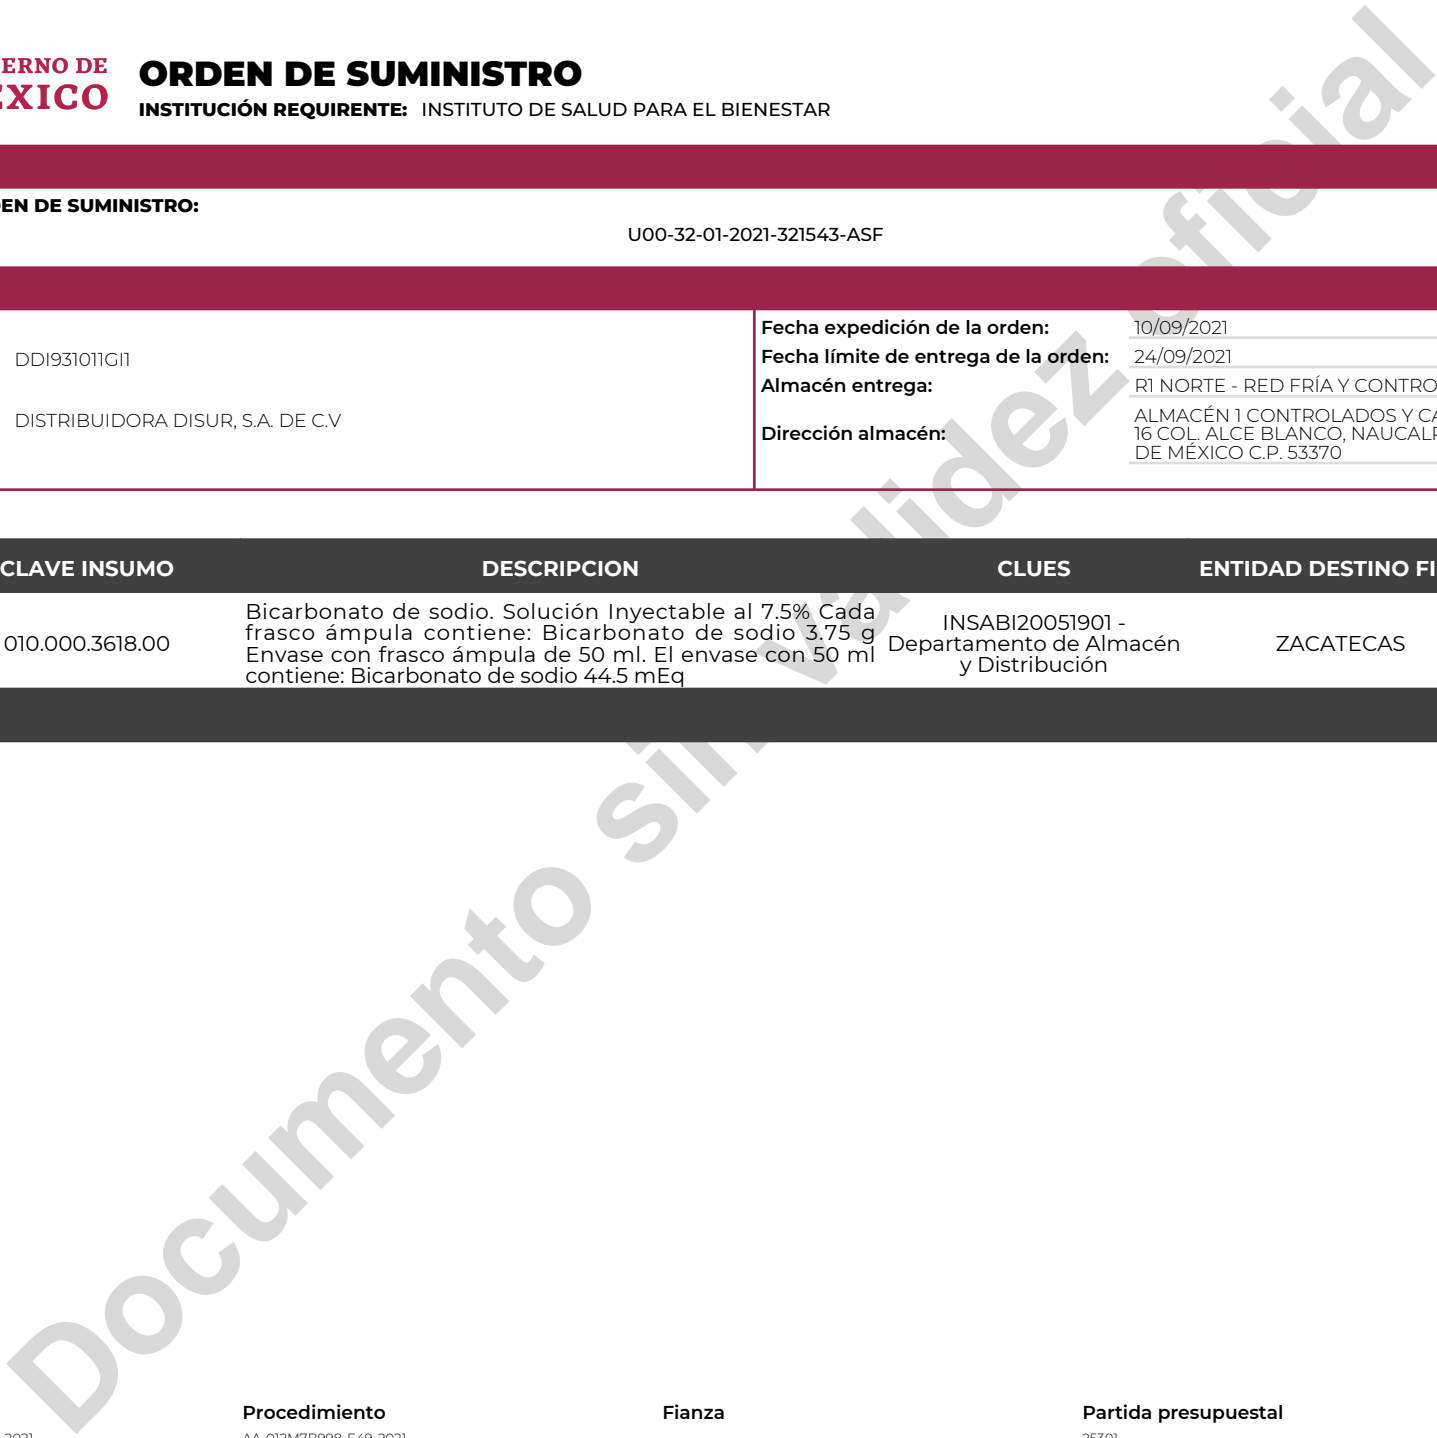 ERNO DE
ÉXICO
ORDEN DE SUMINISTRO
INSTITUCIÓN REQUIRENTE: INSTITUTO DE SALUD PARA EL BIENESTAR
EN DE SUMINISTRO:
U00-32-01-2021-321543-ASF
DDI931011GI1
DISTRIBUIDORA DISUR, S.A. DE C.V
Fecha expedición de la orden: 10/09/2021
Fecha límite de entrega de la orden: 24/09/2021
Almacén entrega: R1 NORTE - RED FRÍA Y CONTRO
Dirección almacén:
ALMACÉN 1 CONTROLADOS Y CA
16 COL. ALCE BLANCO, NAUCALP
DE MÉXICO C.P. 53370
CLAVE INSUMO DESCRIPCION CLUES ENTIDAD DESTINO FI
010.000.3618.00
Bicarbonato de sodio. Solución Inyectable al 7.5% Cada
frasco ámpula contiene: Bicarbonato de sodio 3.75 g
Envase con frasco ámpula de 50 ml. El envase con 50 ml
contiene: Bicarbonato de sodio 44.5 mEq
INSABI20051901 -
Departamento de Almacén
y Distribución
ZACATECAS
Documento sin validez oficial
Procedimiento Fianza Partida presupuestal